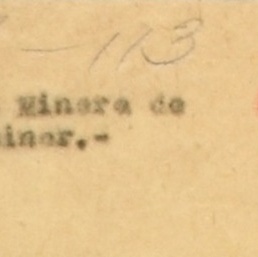 - 113
Minera de
iner.-